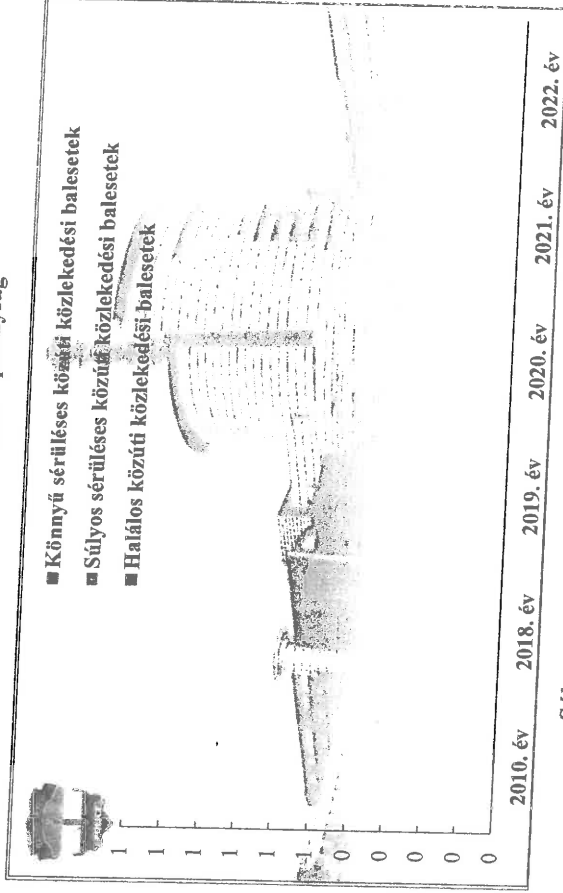 ■ Könnyű sérüléses közúti közlekedési balesetek
■ Súlyos sérüléses közúti közlekedési balesetek
■ Halálos közúti közlekedési balesetek
1
1
1
1
1
1
0
0
0
0
0
2010. év 2018. év 2019. év 2020. év 2021. év 2022. év